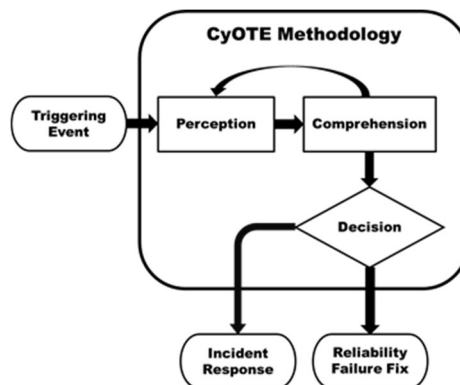 CyOTE Methodology
Triggering
Event
Perception
Comprehension
Decision
Incident
Response
Reliability
Failure Fix